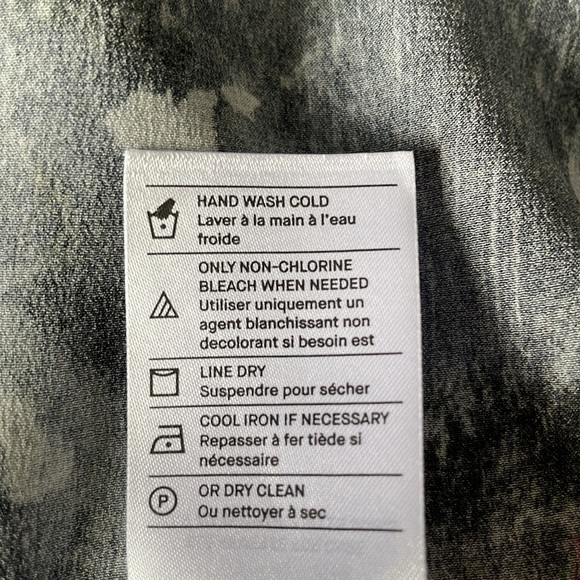 HAND WASH COLD
Laver à la main à l'eau
froide
ONLY NON-CHLORINE
BLEACH WHEN NEEDED
Utiliser uniquement un
agent blanchissant non
decolorant si besoin est
LINE DRY
Suspendre pour sécher
COOL IRON IF NECESSARY
Repasser à fer tiède si
nécessaire
P
OR DRY CLEAN
Ou nettoyer à sec